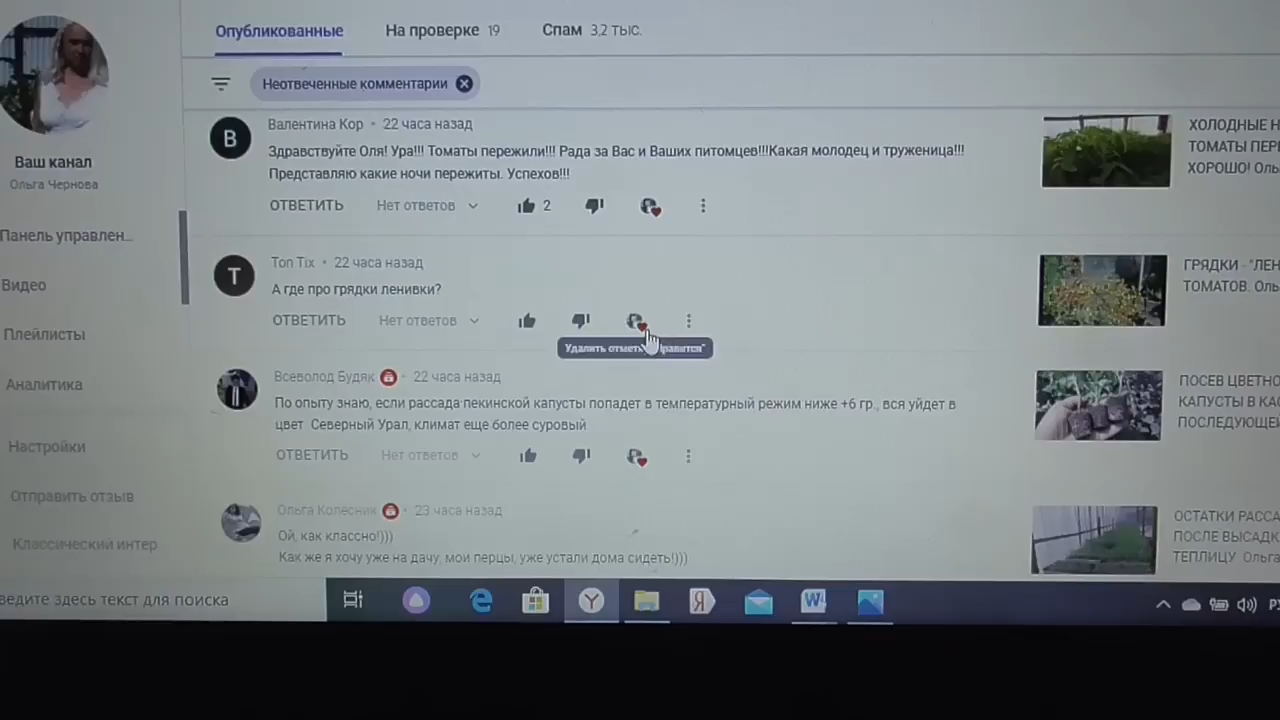 Опубликованные
На проверке 19
Спам 3,2 тыс.
Неотвеченные комментарии
Ваш канал
Ольга Чернова
Панель управлен...
Видео
Плейлисты
Аналитика
Настройки
Отправить отзыв
Классический интер
В
Валентина Кор • 22 часа назад
Здравствуйте Оля! Ура!!! Томаты пережили!!! Рада за Вас и Ваших питомцев!!!Какая молодец и труженица!!!
Представляю какие ночи пережиты. Успехов!!!
ОТВЕТИТЬ Нет ответов 2
ХОЛОДНЫЕ Н
ТОМАТЫ ПЕР
ХОРОШО! Оль
T
Ton Tix • 22 часа назад
А где про грядки ленивки?
ОТВЕТИТЬ Нет ответов
Удалить отметк равится"
ГРЯДКИ - "ЛЕН
ТОМАТОВ. Оль
Всеволод Будяк • 22 часа назад
По опыту знаю, если рассада пекинской капусты попадет в температурный режим ниже +6 гр., вся уйдет в
цвет Северный Урал, климат еще более суровый
ОТВЕТИТЬ Нет ответов
ПОСЕВ ЦВЕТНО
КАПУСТЫ В КАС
ПОСЛЕДУЮЩЕЙ
Ольга Колесник • 23 часа назад
Ой, как классно!)))
Как же я хочу уже на дачу, мои перцы, уже устали дома сидеть!)))
ОСТАТКИ РАССА
ПОСЛЕ ВЫСАДК
ТЕПЛИЦУ Ольга
ведите здесь текст для поиска
РУ